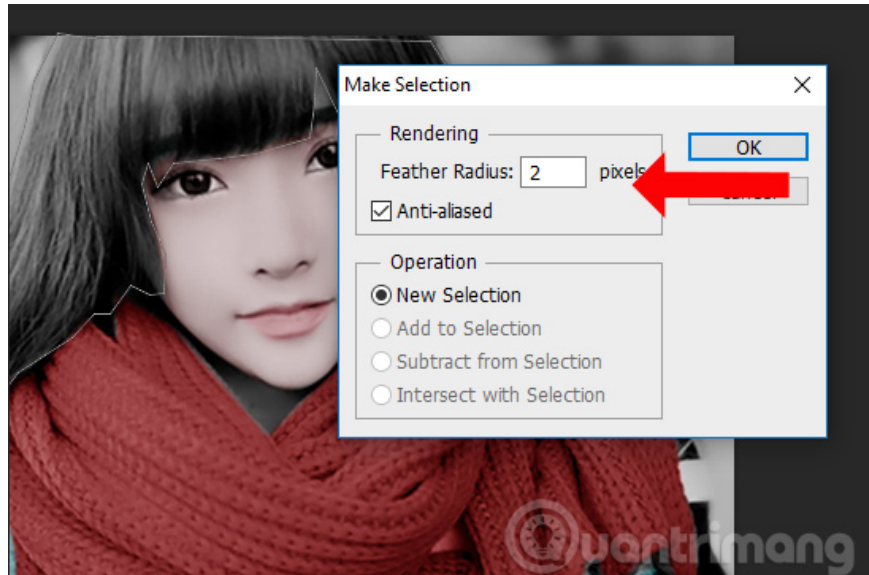 Make Selection
Rendering
Feather Radius: 2 pixels
OK
Anti-aliased
Operation
New Selection
Add to Selection
Subtract from Selection
Intersect with Selection
Quantrimang